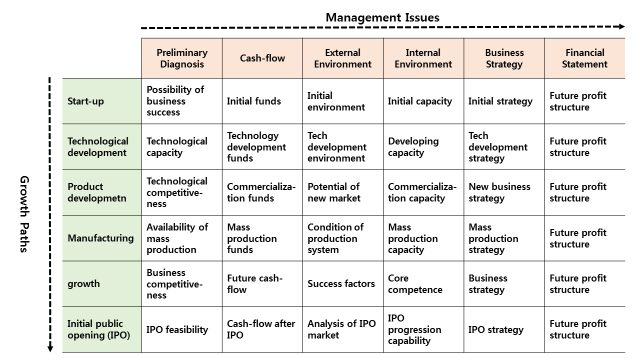 Management Issues
Preliminary
Diagnosis
Cash-flow
External
Environment
Internal
Environment
Business
Strategy
Financial
Statement
Growth Paths
Start-up
Possibility of
business
success
Initial funds
Initial
environment
Initial capacity
Initial strategy
Future profit
structure
Technological
development
Technological
capacity
Technology
development
funds
Tech
development
environment
Developing
capacity
Tech
development
strategy
Future profit
structure
Product
developmetn
Technological
competitive-
ness
Commercializa-
tion funds
Potential of
new market
Commercializa-
tion capacity
New business
strategy
Future profit
structure
Manufacturing
Availability of
mass
production
Mass
production
funds
Condition of
production
system
Mass
production
capacity
Mass
production
strategy
Future profit
structure
growth
Business
competitive-
ness
Future cash-
flow
Success factors
Core
competence
Business
strategy
Future profit
structure
Initial public
opening (IPO)
IPO feasibility
Cash-flow after
IPO
Analysis of IPO
market
IPO
progression
capability
IPO strategy
Future profit
structure